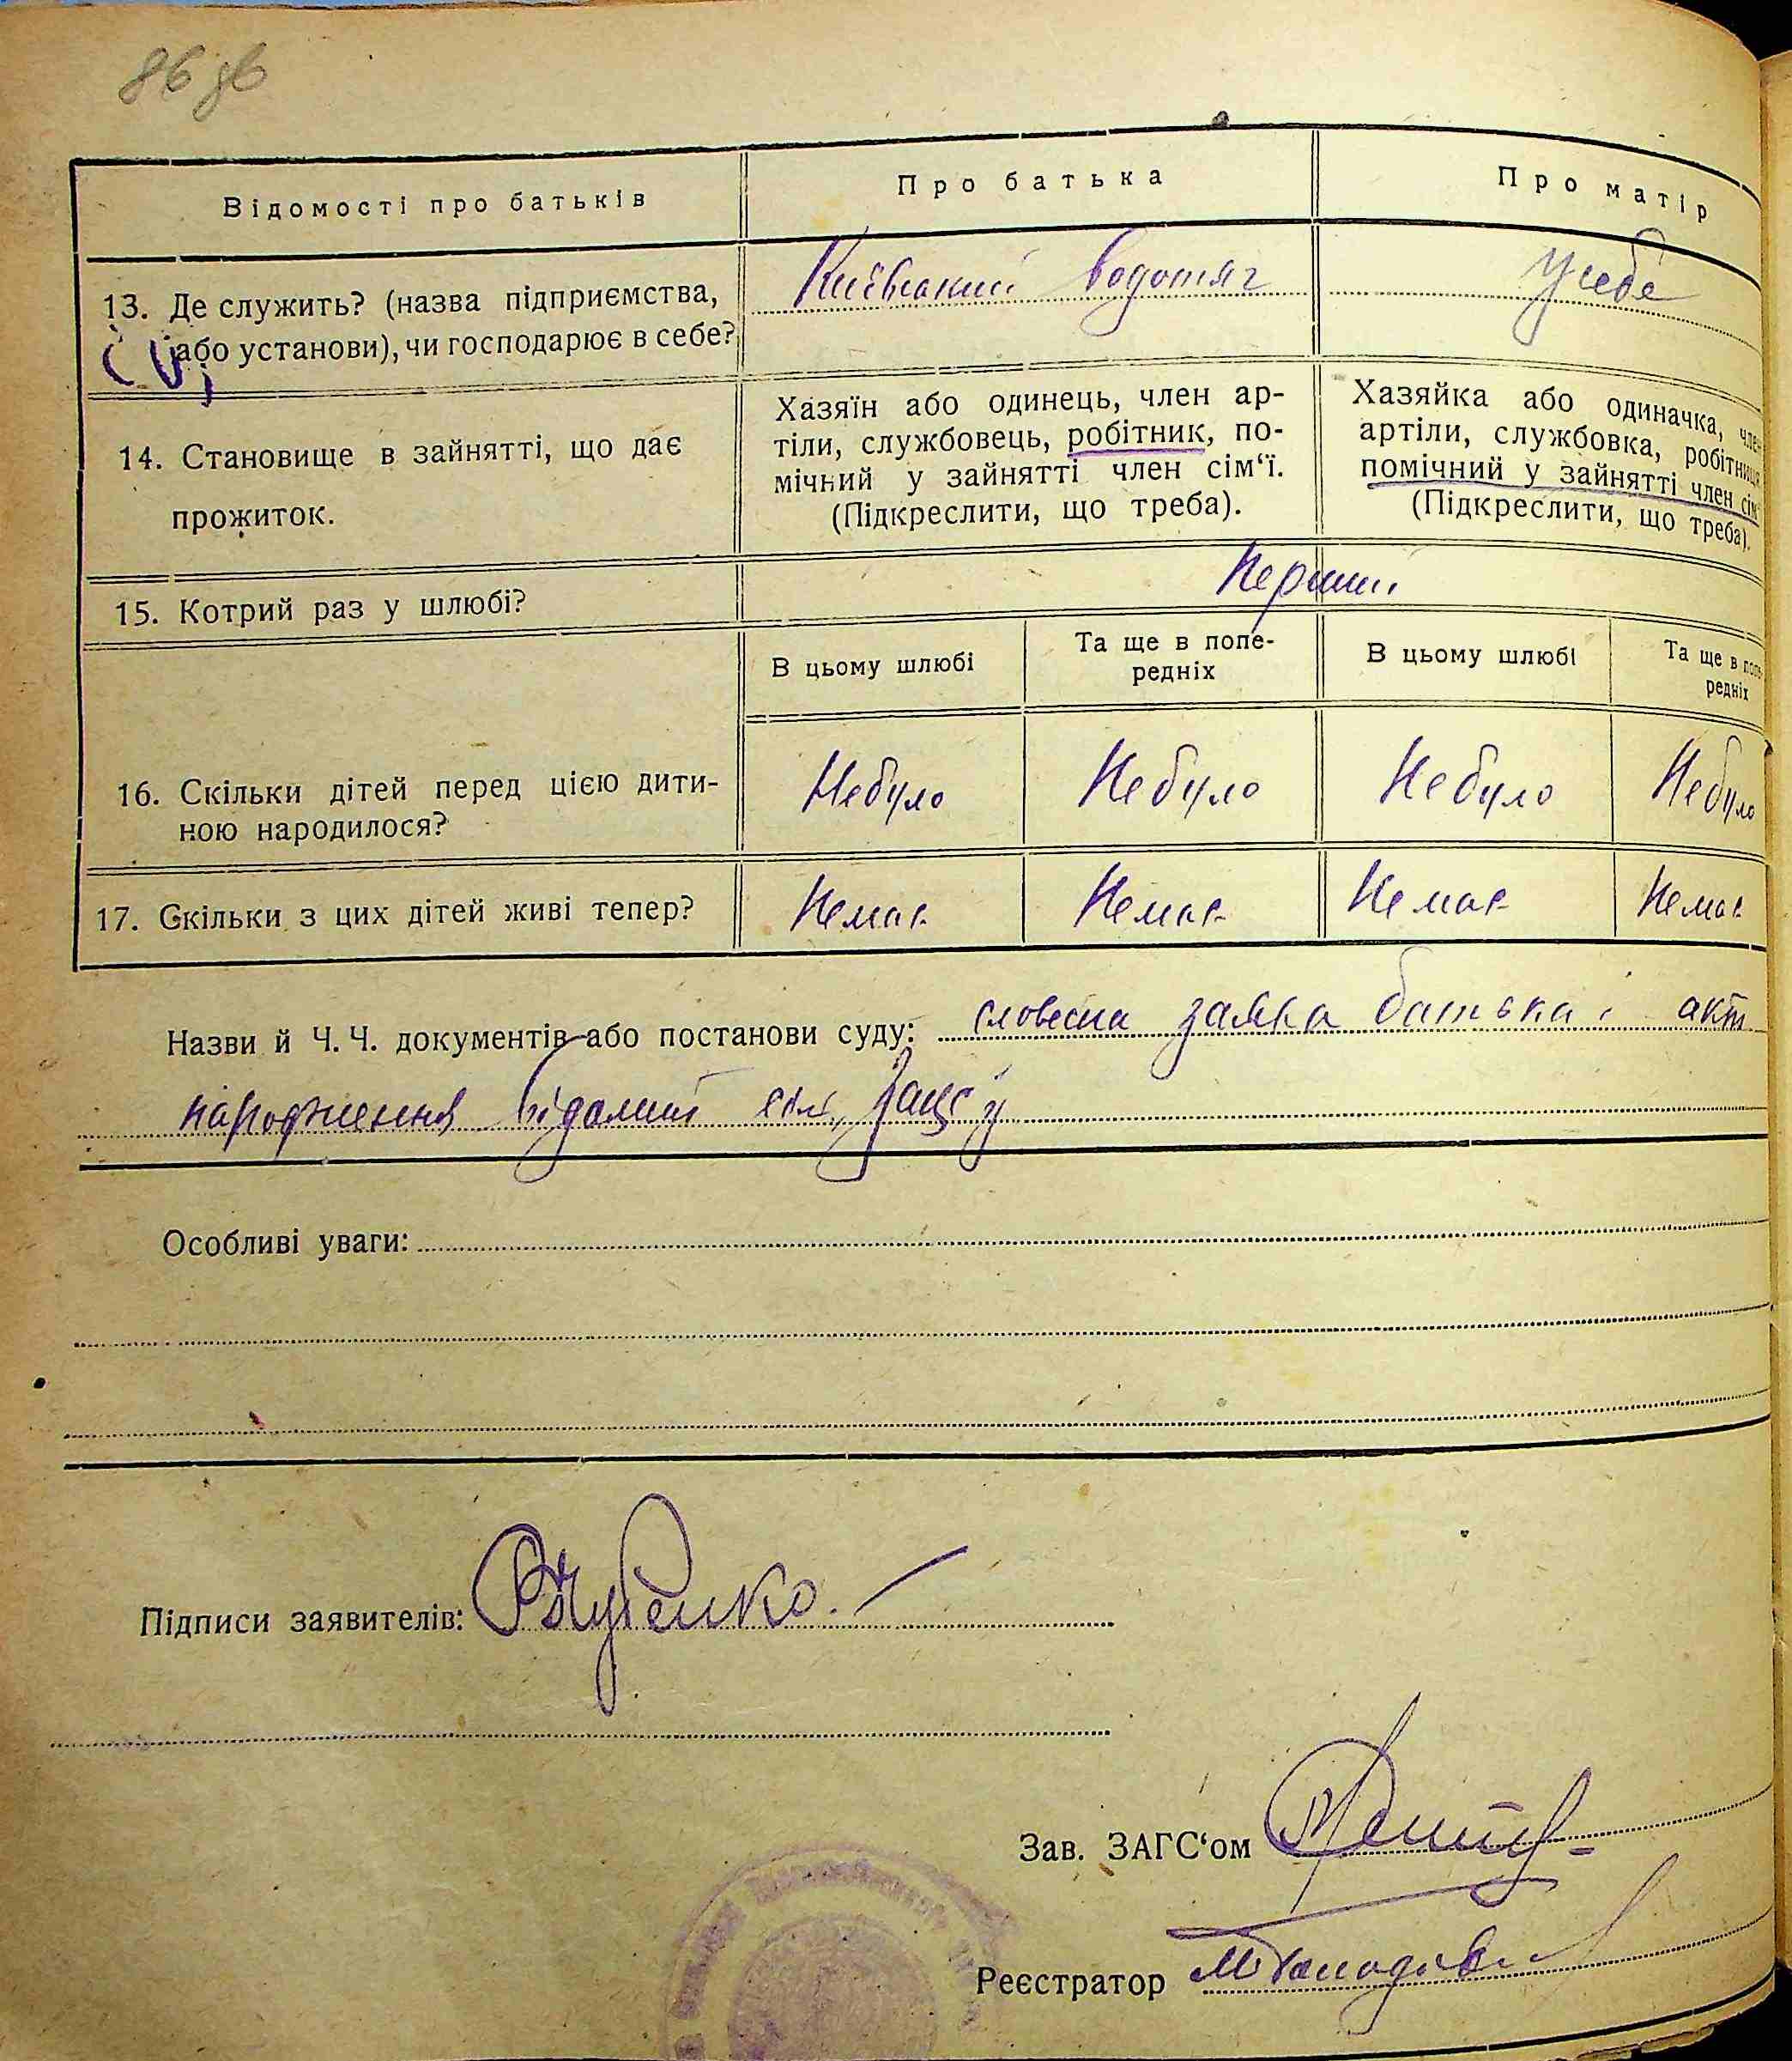 86 зв
Відомості про батьків
Про батька
Про матір
13. Де служить? (назва підприємства,
або установи), чи господарює в себе?
Київський водотяг
У себе
14. Становище в зайнятті, що дає
прожиток.
Хазяїн або одинець, член ар-
тіли, службовець, робітник, по-
мічний у зайнятті член сім‘ї.
(Підкреслити, що треба).
Хазяйка або одиначка, член
артіли, службовка, робітниця
помічний у зайнятті член сім
(Підкреслити, що треба).
15. Котрий раз у шлюбі?
Перший
В цьому шлюбі
Та ще в попе-
редніх
В цьому шлюбі
Та ще в попе-
редніх
16. Скільки дітей перед цією дити-
ною народилося?
Небуло
Небуло
Небуло
Небуло
17. Скільки з цих дітей живі тепер?
Немає
Немає
Немає
Немає
Назви й Ч.Ч. документів або постанови суду: словесна заява батька і акт
народження
Особливі уваги:
Підписи заявителів:
Зав. ЗАГС‘ом
Реєстратор